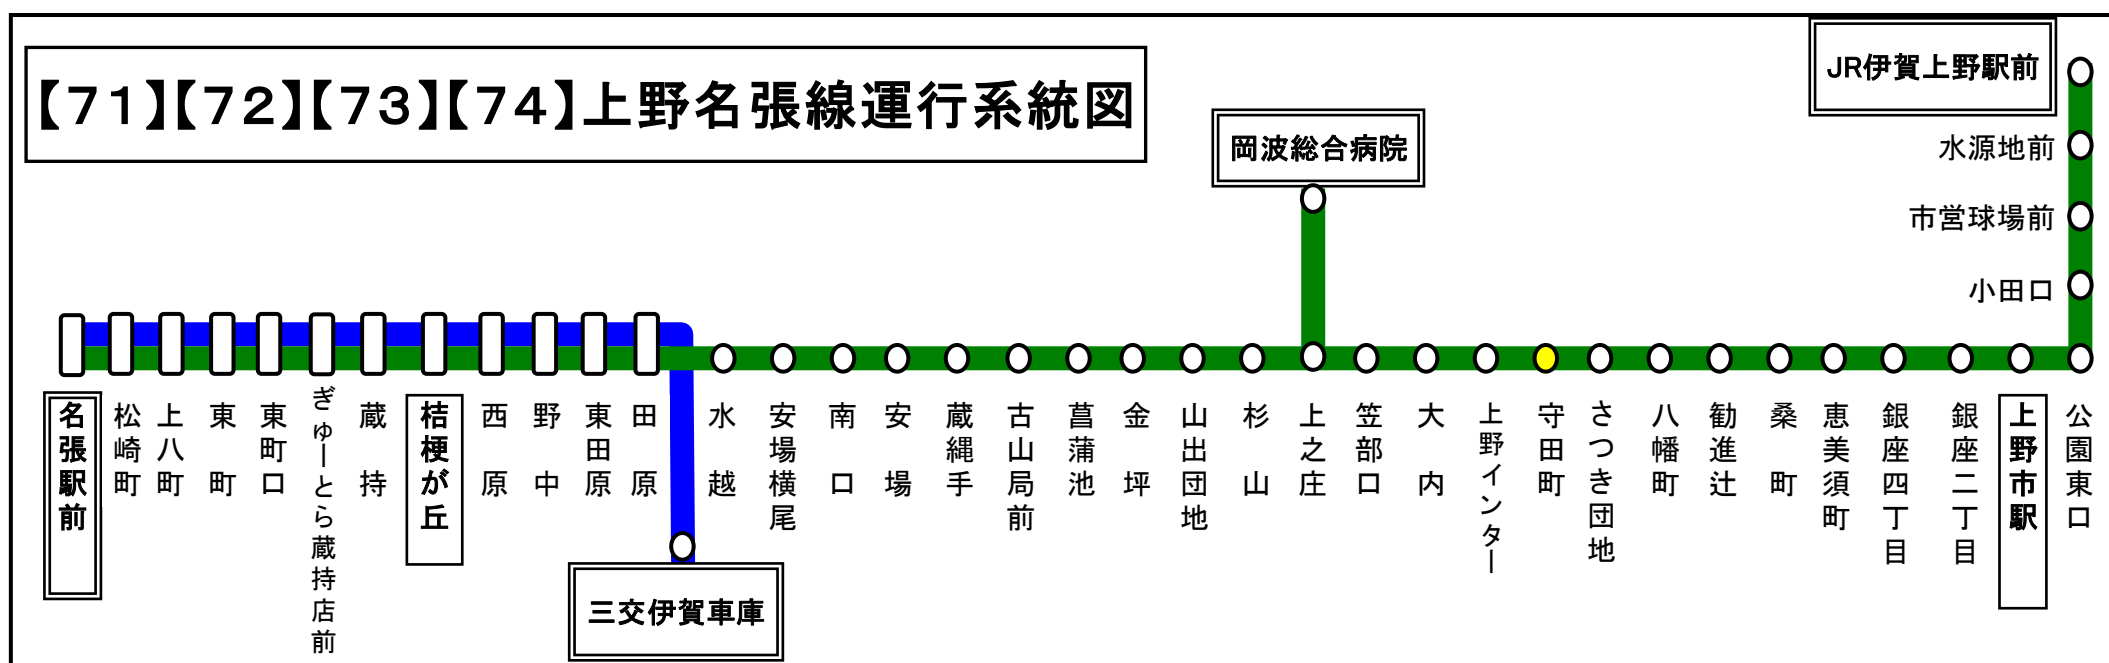 【71】【72】【73】【74】上野名張線運行系統図
JR伊賀上野駅前
岡波総合病院
水源地前
市営球場前
小田口
名張駅前
松崎町
上八町
東町
東町口
ぎゅーとら蔵持店前
蔵持
桔梗が丘
西原
野中
東田原
田原
水越
安場横尾
南口
安場
蔵縄手
古山局前
菖蒲池
金坪
山出団地
杉山
上之庄
笠部口
大内
上野インター
守田町
さつき団地
八幡町
勧進辻
桑町
恵美須町
銀座四丁目
銀座二丁目
上野市駅
公園東口
三交伊賀車庫